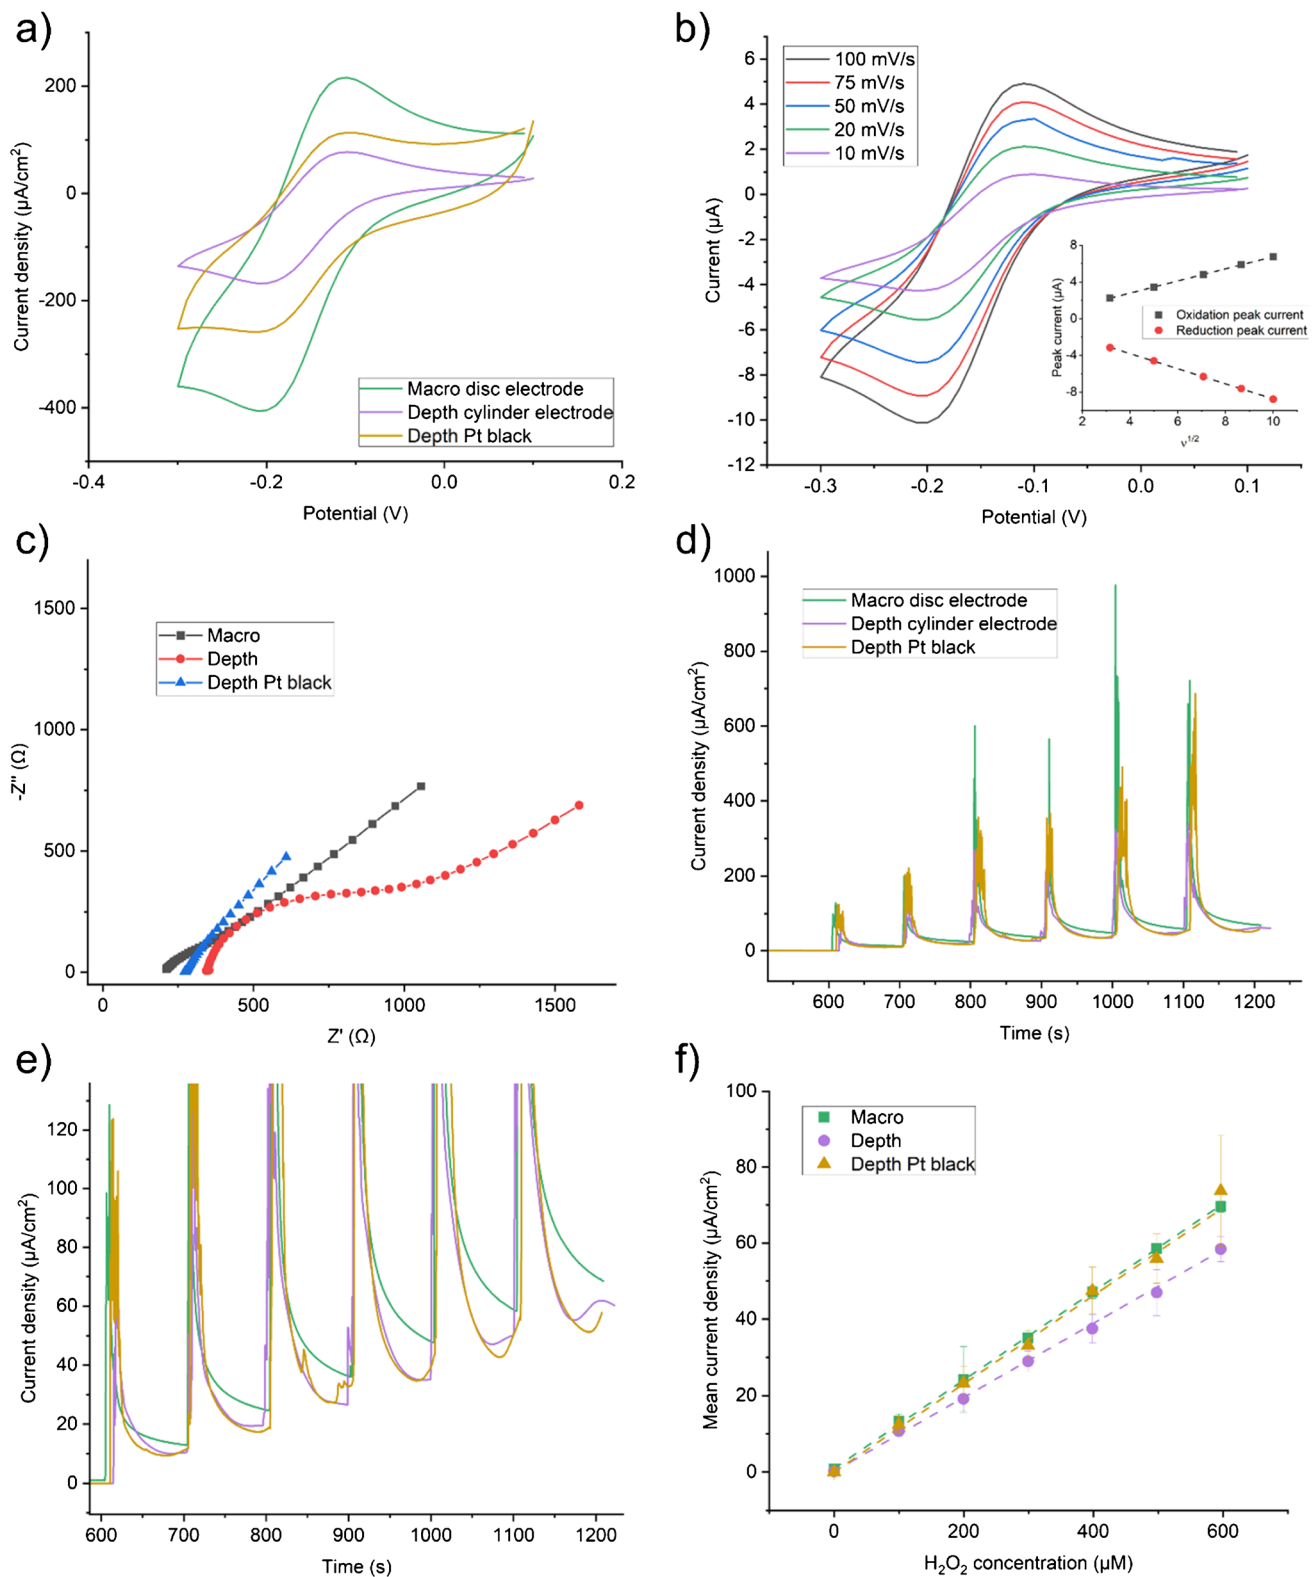 a)
200
0
-200
-400
Current density (µA/cm²)
-0.4
-0.2
0.0
0.2
Potential (V)
Macro disc electrode
Depth cylinder electrode
Depth Pt black
b)
6
4
2
0
-2
-4
-6
-8
-10
-12
Current (µA)
-0.3
-0.2
-0.1
0.0
0.1
Potential (V)
100 mV/s
75 mV/s
50 mV/s
20 mV/s
10 mV/s
8
4
0
-4
-8
Peak current (µA)
2
4
6
8
10
v^1/2
Oxidation peak current
Reduction peak current
c)
1500
1000
500
0
-Z'' (Ω)
0
500
1000
1500
Z' (Ω)
Macro
Depth
Depth Pt black
d)
1000
800
600
400
200
0
Current density (µA/cm²)
600
700
800
900
1000
1100
1200
Time (s)
Macro disc electrode
Depth cylinder electrode
Depth Pt black
e)
120
100
80
60
40
20
0
Current density (µA/cm²)
600
700
800
900
1000
1100
1200
Time (s)
f)
100
80
60
40
20
0
Mean current density (µA/cm²)
0
200
400
600
H₂O₂ concentration (µM)
Macro
Depth
Depth Pt black